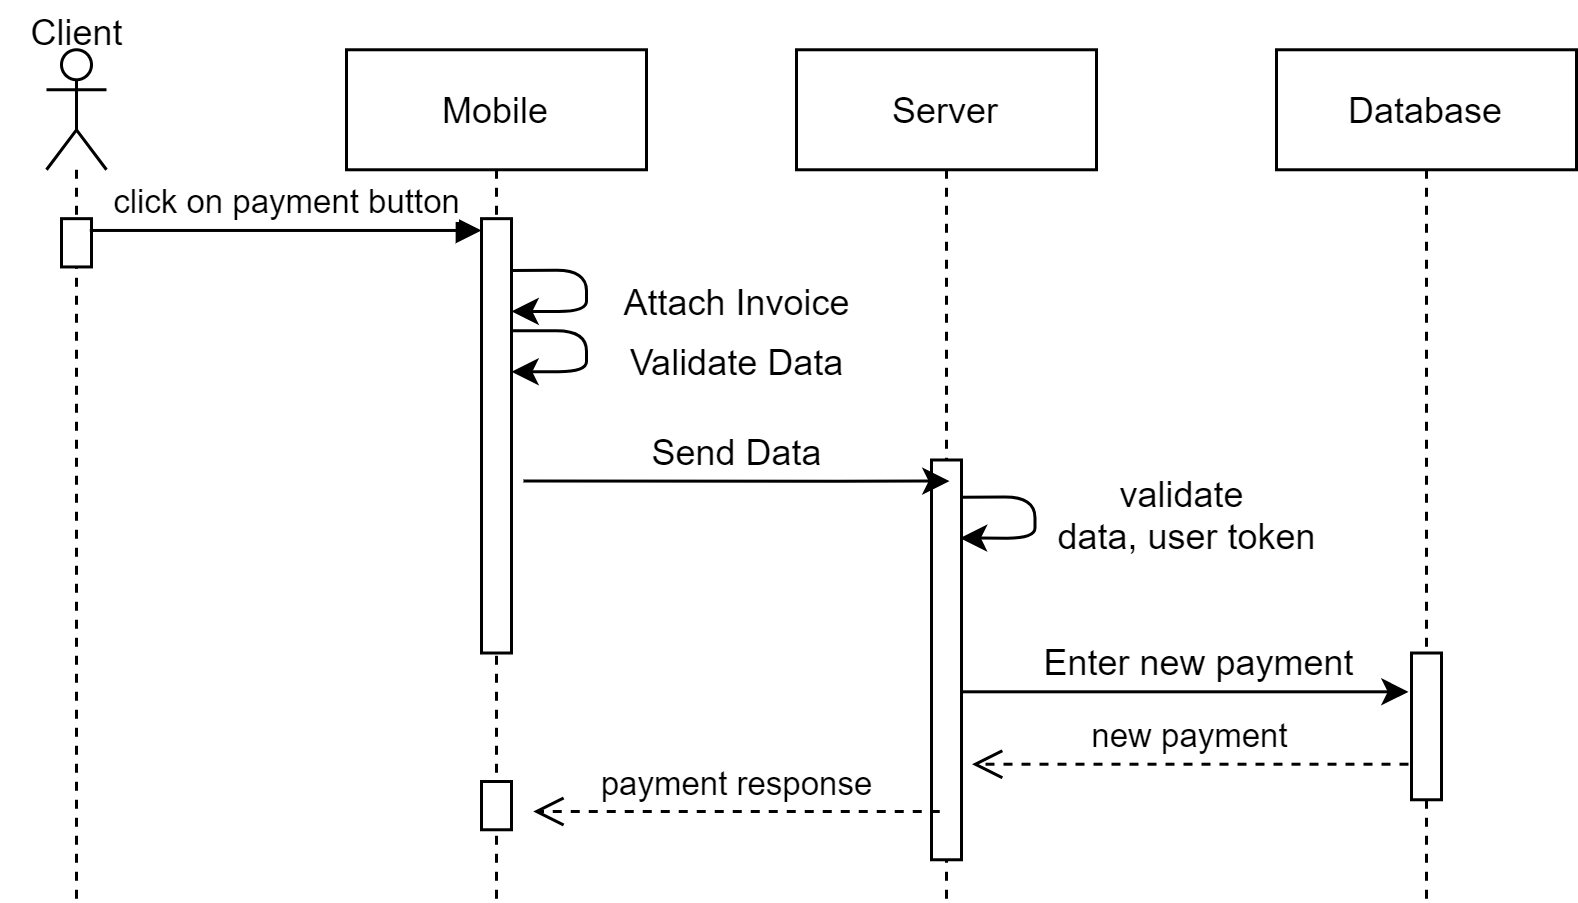 Client
Mobile
Server
Database
click on payment button
Attach Invoice
Validate Data
Send Data
validate
data, user token
Enter new payment
new payment
payment response